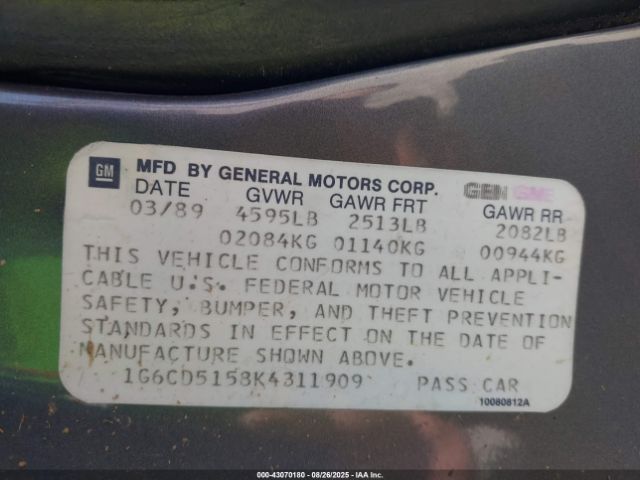 GM MFD BY GENERAL MOTORS CORP. GEN GME
DATE GVWR GAWR FRT GAWR RR
03/89 4595LB 2513LB 2082LB
02084KG 01140KG 00944KG
THIS VEHICLE CONFORMS TO ALL APPLI-
CABLE U.S. FEDERAL MOTOR VEHICLE
SAFETY, BUMPER, AND THEFT PREVENTION
STANDARDS IN EFFECT ON THE DATE OF
MANUFACTURE SHOWN ABOVE.
1G6CD5158K4311909 PASS CAR
10080812A
000-43070180 - 08/26/2025 - IAA Inc.